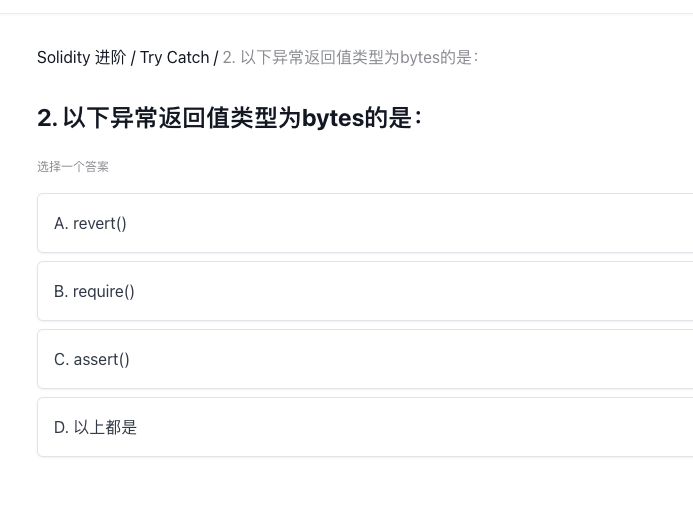 Solidity 进阶 / Try Catch / 2. 以下异常返回值类型为bytes的是：
2. 以下异常返回值类型为bytes的是：
选择一个答案
A. revert()
B. require()
C. assert()
D. 以上都是